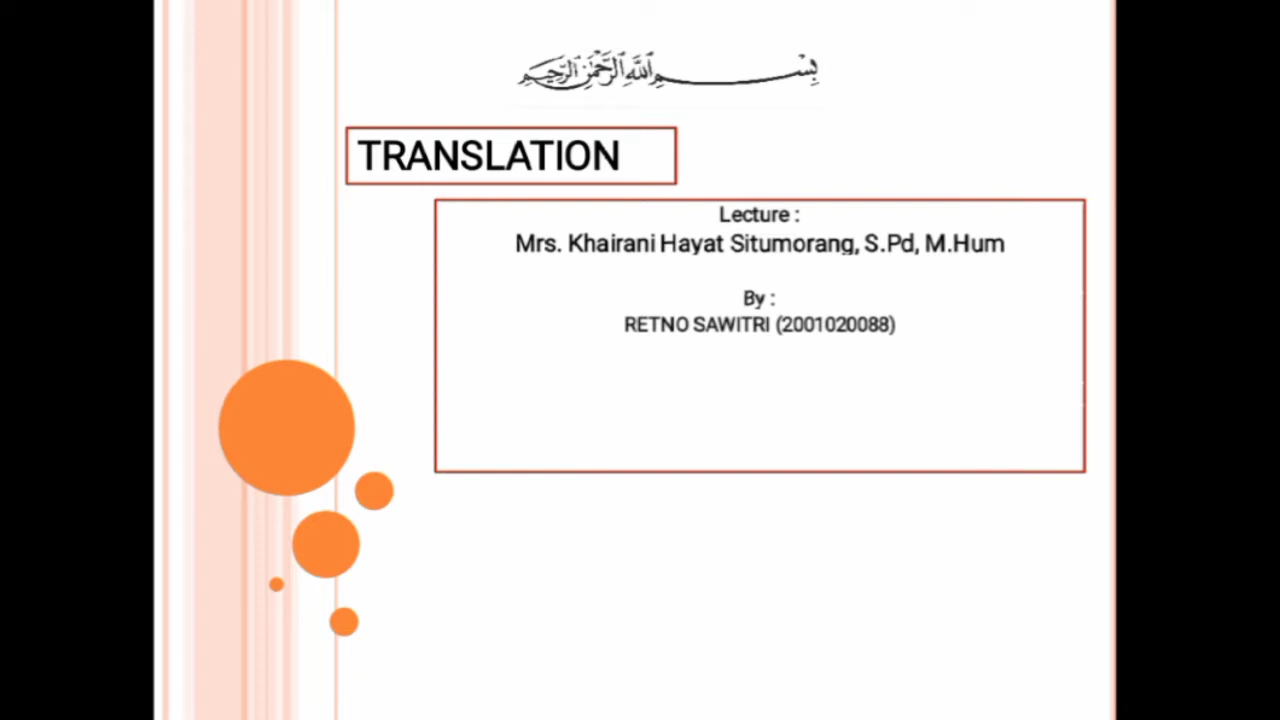 بِسْمِ اللَّهِ الرَّحْمَٰنِ الرَّحِيمِ
TRANSLATION
Lecture :
Mrs. Khairani Hayat Situmorang, S.Pd, M.Hum
By :
RETNO SAWITRI (2001020088)